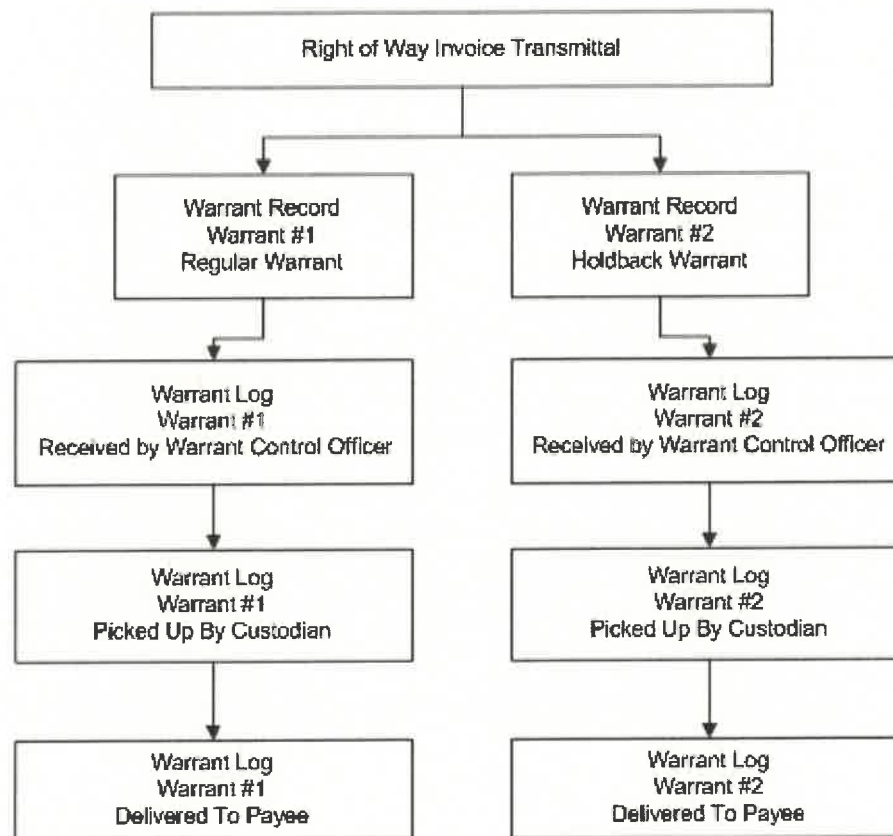 Right of Way Invoice Transmittal
Warrant Record
Warrant #1
Regular Warrant
Warrant Record
Warrant #2
Holdback Warrant
Warrant Log
Warrant #1
Received by Warrant Control Officer
Warrant Log
Warrant #2
Received by Warrant Control Officer
Warrant Log
Warrant #1
Picked Up By Custodian
Warrant Log
Warrant #2
Picked Up By Custodian
Warrant Log
Warrant #1
Delivered To Payee
Warrant Log
Warrant #2
Delivered To Payee